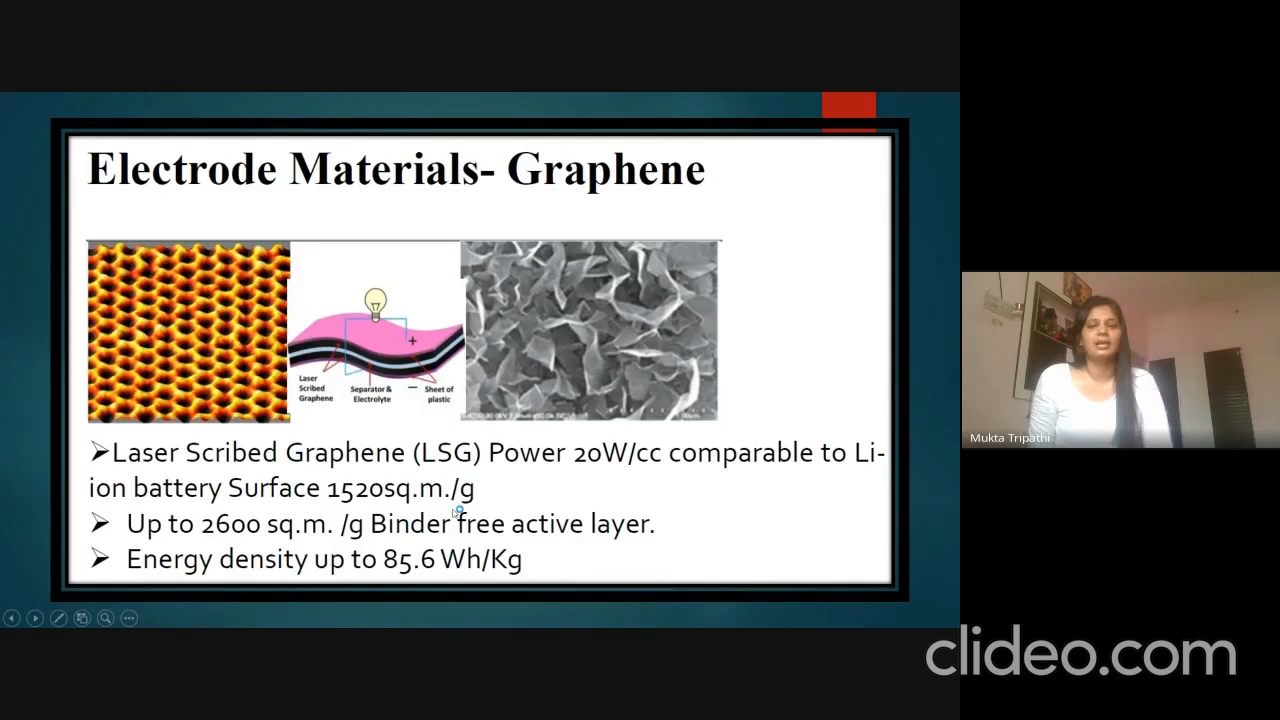 Electrode Materials- Graphene
+
Laser
Scribed
Graphene
Separator &
Electrolyte
—
Sheet of
plastic
➢Laser Scribed Graphene (LSG) Power 20W/cc comparable to Li-
ion battery Surface 1520sq.m./g
➢ Up to 2600 sq.m. /g Binder free active layer.
➢ Energy density up to 85.6 Wh/Kg
Mukta Tripathi
clideo.com